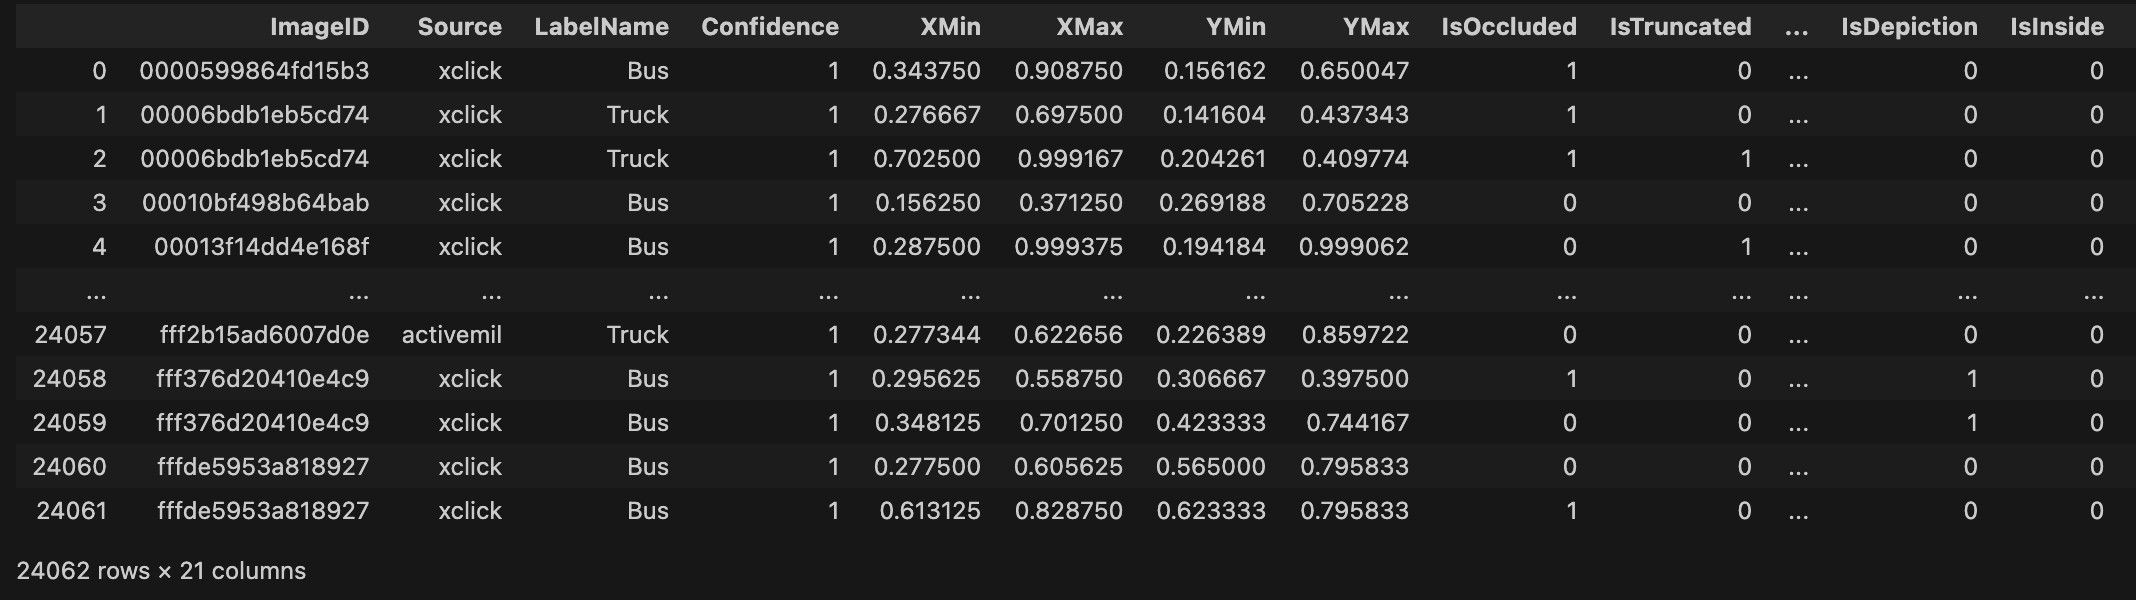 ImageID Source LabelName Confidence XMin XMax YMin YMax IsOccluded IsTruncated ... IsDepiction IsInside
0 0000599864fd15b3 xclick Bus 1 0.343750 0.908750 0.156162 0.650047 1 0 ... 0 0
1 00006bdb1eb5cd74 xclick Truck 1 0.276667 0.697500 0.141604 0.437343 1 0 ... 0 0
2 00006bdb1eb5cd74 xclick Truck 1 0.702500 0.999167 0.204261 0.409774 1 1 ... 0 0
3 00010bf498b64bab xclick Bus 1 0.156250 0.371250 0.269188 0.705228 0 0 ... 0 0
4 00013f14dd4e168f xclick Bus 1 0.287500 0.999375 0.194184 0.999062 0 1 ... 0 0
... ... ... ... ... ... ... ... ... ... ... ... ... ...
24057 fff2b15ad6007d0e activemil Truck 1 0.277344 0.622656 0.226389 0.859722 0 0 ... 0 0
24058 fff376d20410e4c9 xclick Bus 1 0.295625 0.558750 0.306667 0.397500 1 0 ... 1 0
24059 fff376d20410e4c9 xclick Bus 1 0.348125 0.701250 0.423333 0.744167 0 0 ... 1 0
24060 fffde5953a818927 xclick Bus 1 0.277500 0.605625 0.565000 0.795833 0 0 ... 0 0
24061 fffde5953a818927 xclick Bus 1 0.613125 0.828750 0.623333 0.795833 1 0 ... 0 0
24062 rows × 21 columns